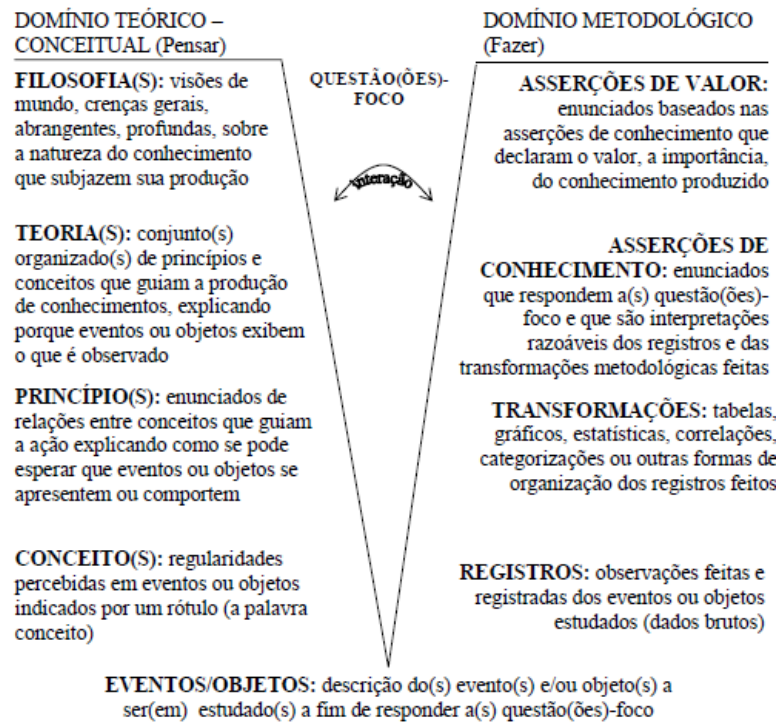 DOMÍNIO TEÓRICO –
CONCEITUAL (Pensar)
FILOSOFIA(S): visões de
mundo, crenças gerais,
abrangentes, profundas, sobre
a natureza do conhecimento
que subjazem sua produção
TEORIA(S): conjunto(s)
organizado(s) de princípios e
conceitos que guiam a produção
de conhecimentos, explicando
porque eventos ou objetos exibem
o que é observado
PRINCÍPIO(S): enunciados de
relações entre conceitos que guiam
a ação explicando como se pode
esperar que eventos ou objetos se
apresentem ou comportem
CONCEITO(S): regularidades
percebidas em eventos ou objetos
indicados por um rótulo (a palavra
conceito)
QUESTÃO(ÕES)-
FOCO
interação
DOMÍNIO METODOLÓGICO
(Fazer)
ASSERÇÕES DE VALOR:
enunciados baseados nas
asserções de conhecimento que
declaram o valor, a importância,
do conhecimento produzido
ASSERÇÕES DE
CONHECIMENTO: enunciados
que respondem a(s) questão(ões)-
foco e que são interpretações
razoáveis dos registros e das
transformações metodológicas feitas
TRANSFORMAÇÕES: tabelas,
gráficos, estatísticas, correlações,
categorizações ou outras formas de
organização dos registros feitos
REGISTROS: observações feitas e
registradas dos eventos ou objetos
estudados (dados brutos)
EVENTOS/OBJETOS: descrição do(s) evento(s) e/ou objeto(s) a
ser(em) estudado(s) a fim de responder a(s) questão(ões)-foco